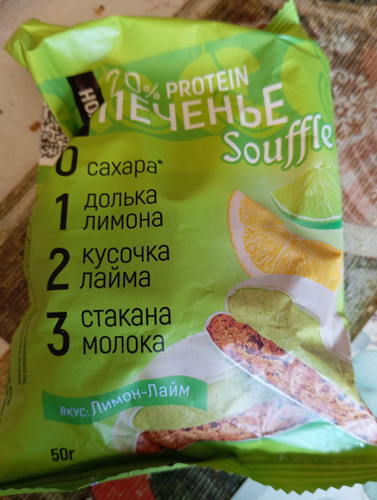 20% PROTEIN
НО
ПЕЧЕНЬЕ
Souffle
0 сахара*
1 долька
лимона
2 кусочка
лайма
3 стакана
молока
вкус: Лимон-Лайм
50г